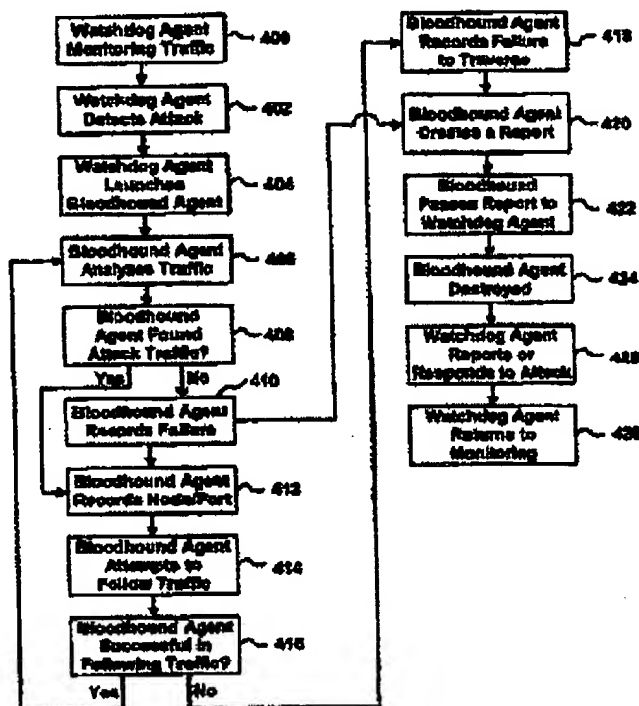 Watchdog Agent
Monitoring Traffic
400
Watchdog Agent
Detects Attack
402
Watchdog Agent
Launches
Bloodhound Agent
404
Bloodhound Agent
Analyzes Traffic
406
Bloodhound
Agent Found
Attack Traffic?
408
Yes
No
410
Bloodhound Agent
Records Failure
Bloodhound Agent
Records Node/Port
412
Bloodhound Agent
Attempts to
Follow Traffic
414
Bloodhound Agent
Successful in
Following Traffic?
416
Yes
No
Bloodhound Agent
Records Failure
to Traverse
418
Bloodhound Agent
Creates a Report
420
Bloodhound
Passes Report to
Watchdog Agent
422
Bloodhound Agent
Destroyed
424
Watchdog Agent
Reports or
Responds to Attack
Watchdog Agent
Returns to
Monitoring